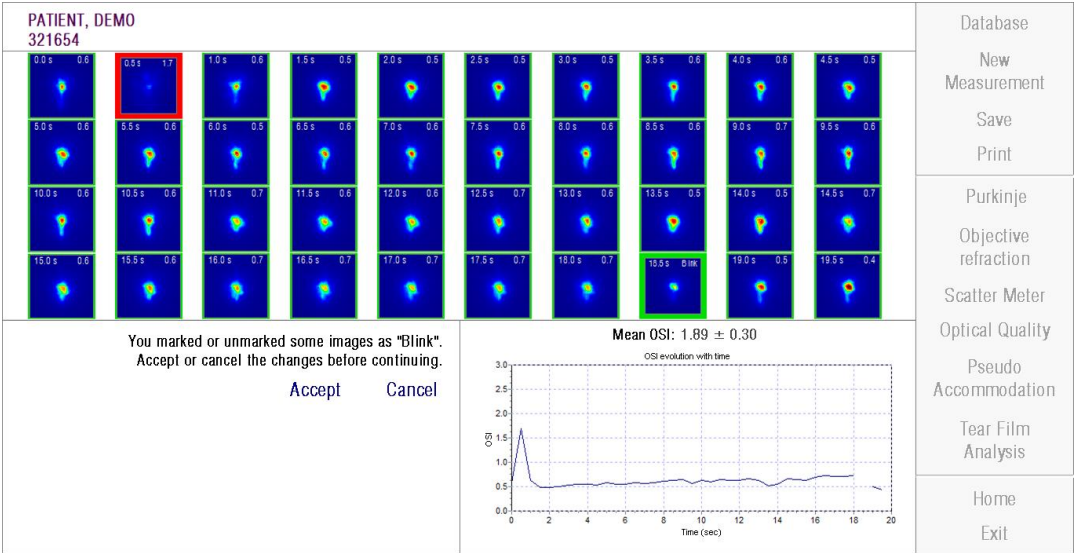 PATIENT, DEMO
321654
0.0 s 0.6
0.5 s 1.7
1.0 s 0.6
1.5 s 0.5
2.0 s 0.5
2.5 s 0.5
3.0 s 0.5
3.5 s 0.6
4.0 s 0.6
4.5 s 0.5
5.0 s 0.6
5.5 s 0.6
6.0 s 0.5
6.5 s 0.6
7.0 s 0.6
7.5 s 0.6
8.0 s 0.6
8.5 s 0.6
9.0 s 0.7
9.5 s 0.6
10.0 s 0.6
10.5 s 0.6
11.0 s 0.7
11.5 s 0.6
12.0 s 0.6
12.5 s 0.7
13.0 s 0.6
13.5 s 0.5
14.0 s 0.5
14.5 s 0.7
15.0 s 0.6
15.5 s 0.6
16.0 s 0.7
16.5 s 0.7
17.0 s 0.7
17.5 s 0.7
18.0 s 0.7
18.5 s Blink
19.0 s 0.5
19.5 s 0.4
You marked or unmarked some images as "Blink".
Accept or cancel the changes before continuing.
Accept Cancel
Mean OSI: 1.89 ± 0.30
OSI evolution with time
3.0
2.5
2.0
1.5
1.0
0.5
0.0
OSI
0 2 4 6 8 10 12 14 16 18 20
Time (sec)
Database
New
Measurement
Save
Print
Purkinje
Objective
refraction
Scatter Meter
Optical Quality
Pseudo
Accommodation
Tear Film
Analysis
Home
Exit